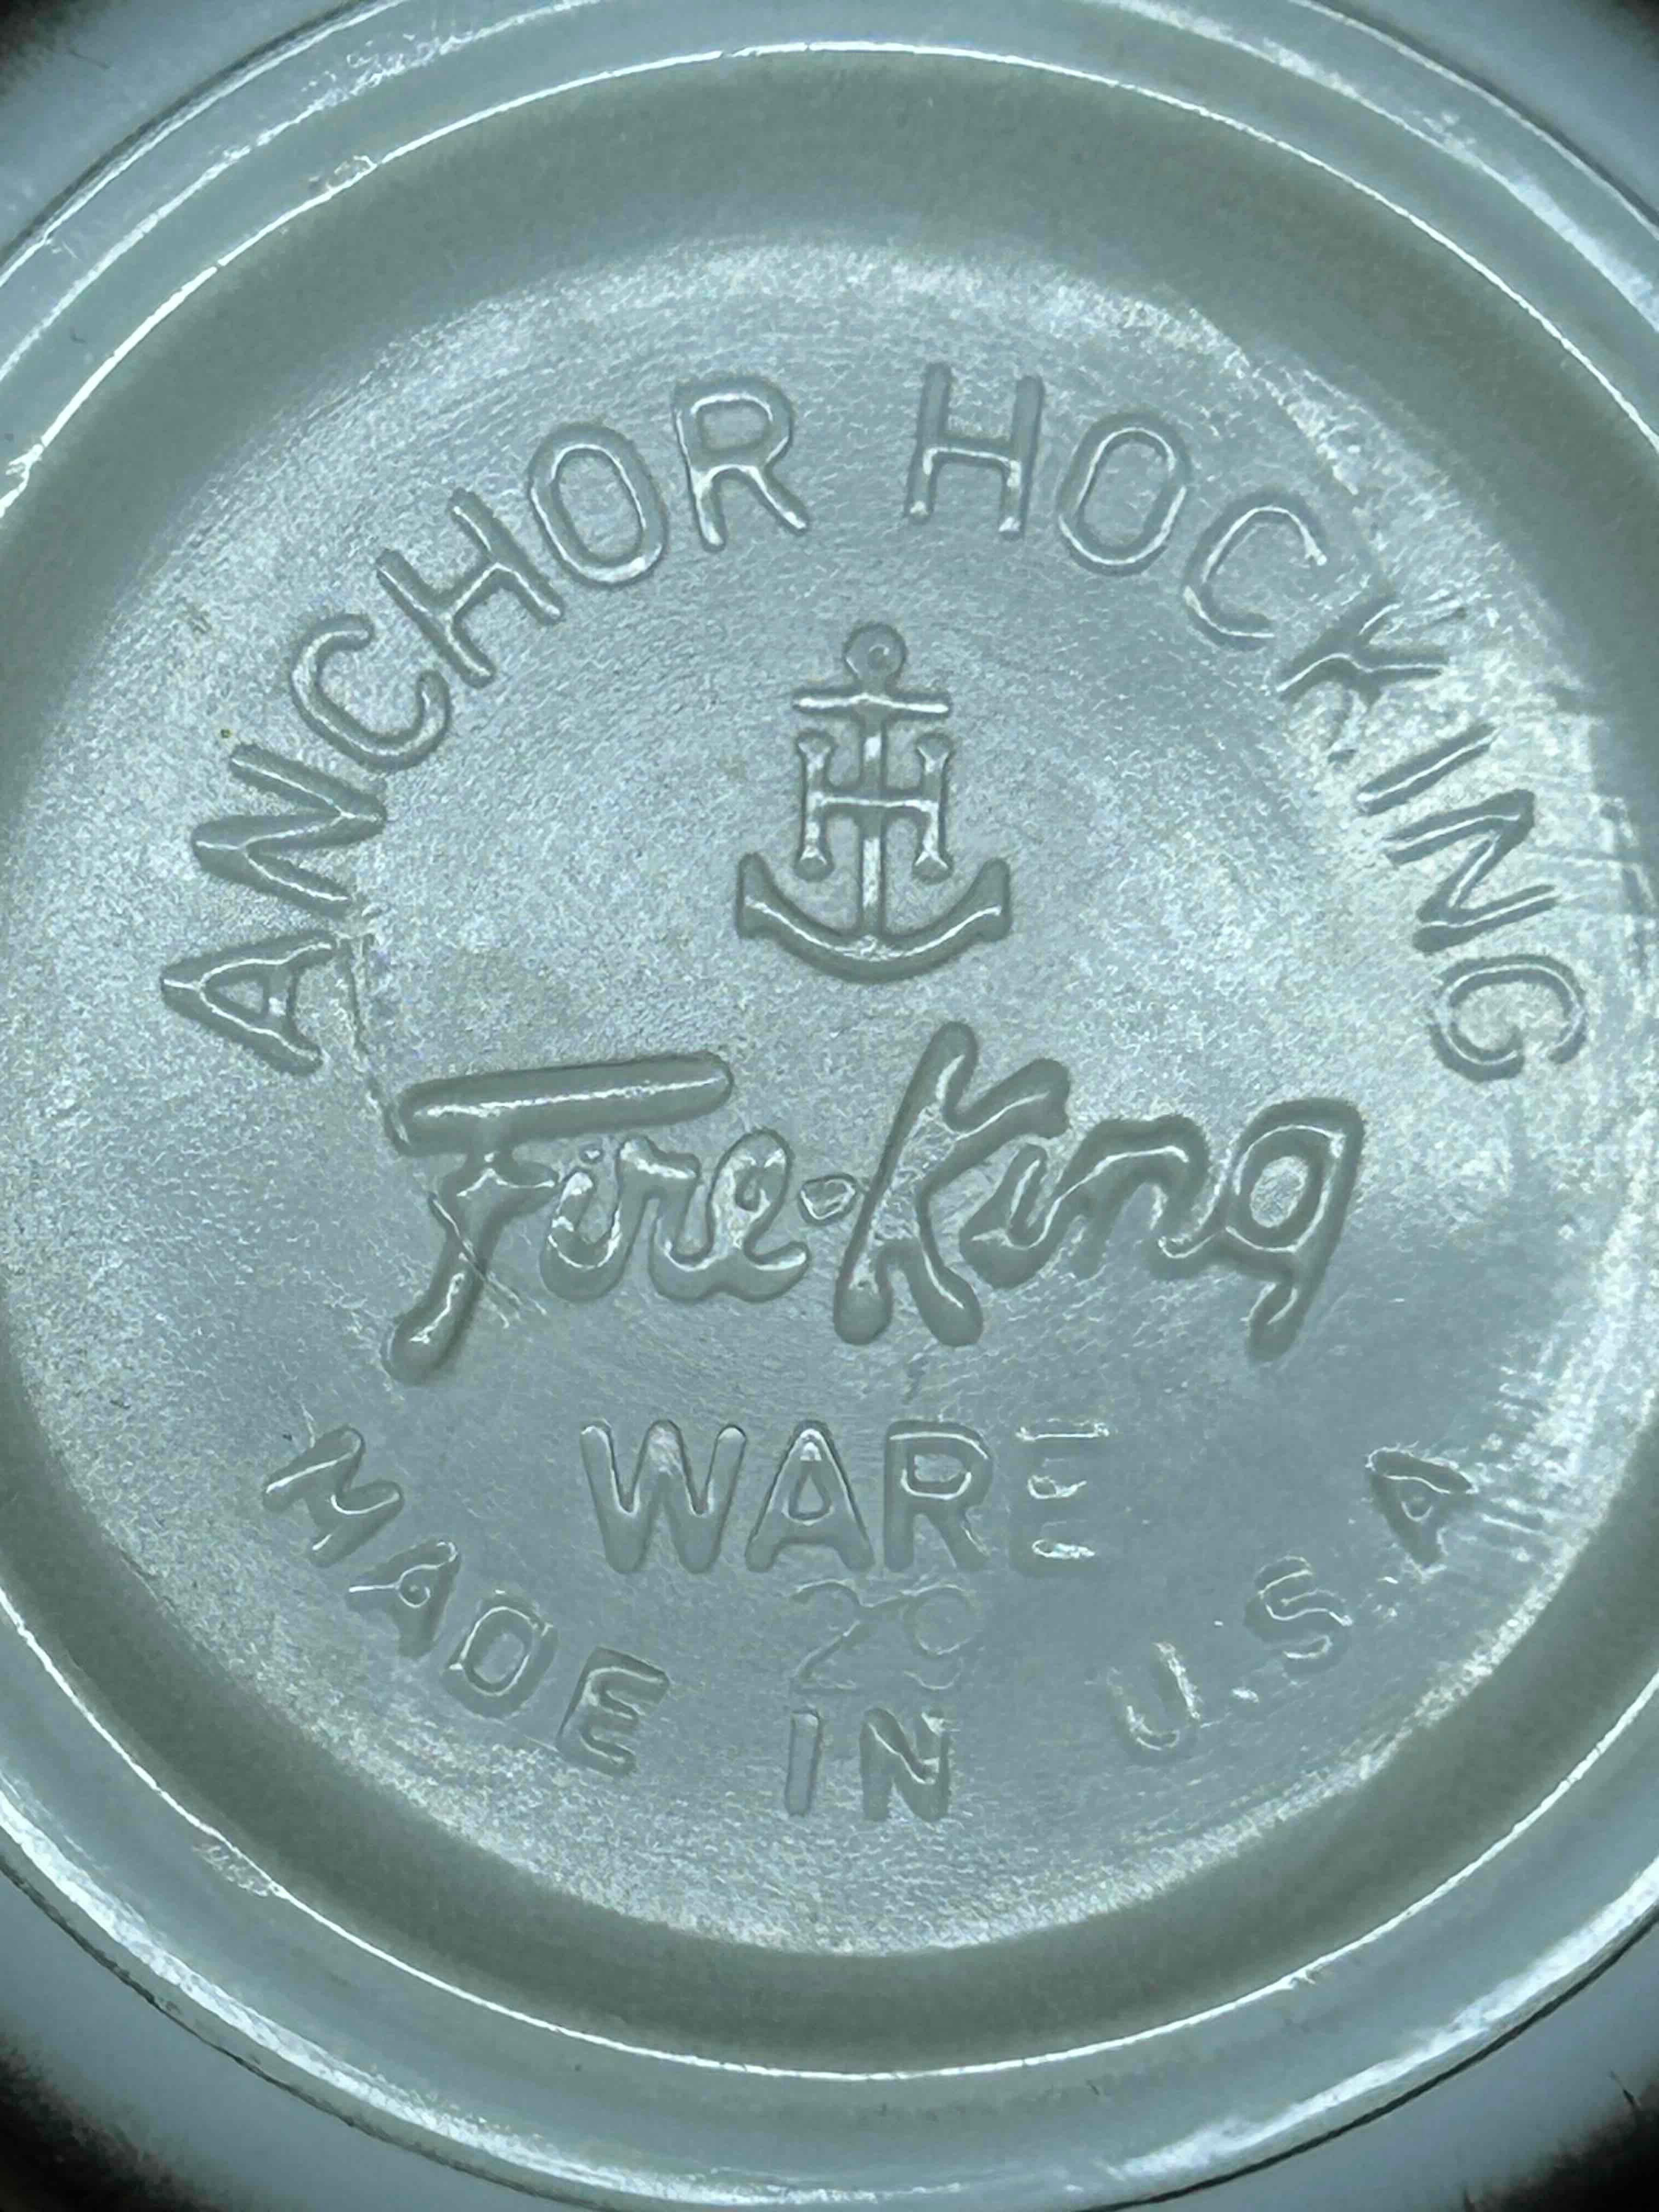 ANCHOR HOCKING
H
Fire-King
WARE
29
MADE IN U.S.A